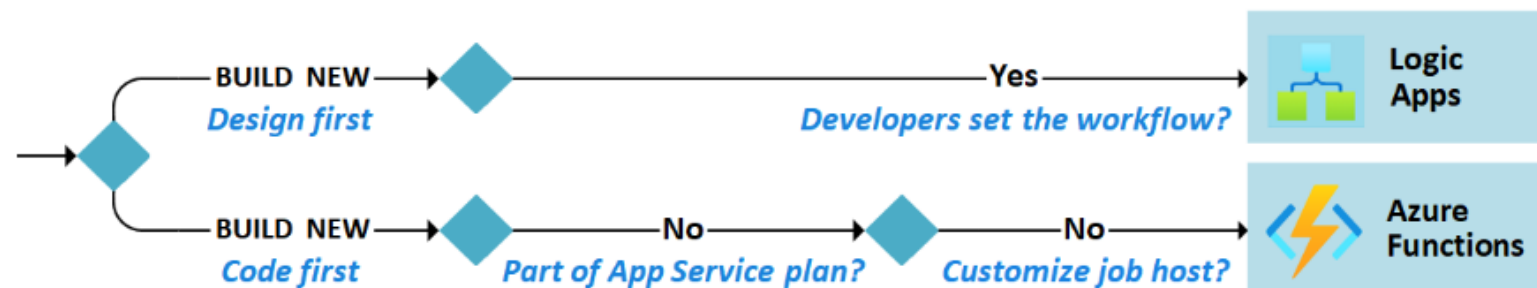 BUILD NEW
Design first
Yes
Developers set the workflow?
Logic
Apps
BUILD NEW
Code first
No
Part of App Service plan?
No
Customize job host?
Azure
Functions